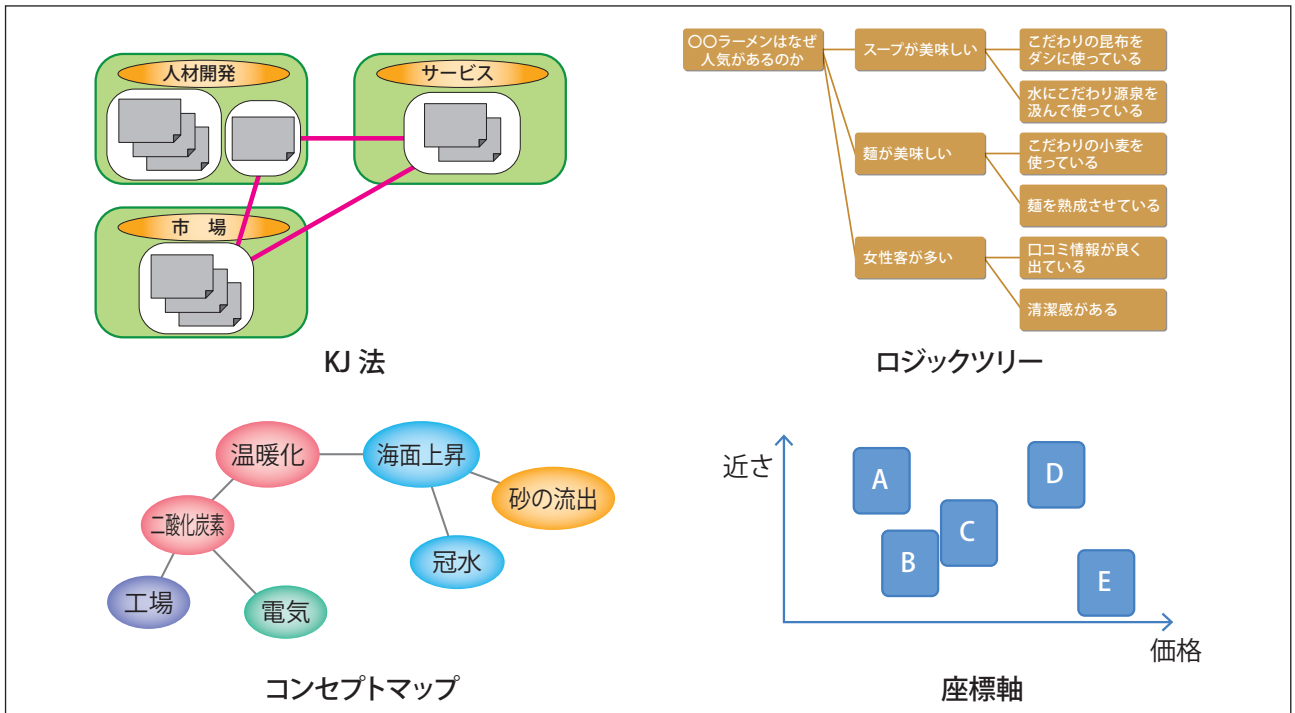 人材開発
サービス
市　場
KJ 法
〇〇ラーメンはなぜ
人気があるのか
スープが美味しい
こだわりの昆布を
ダシに使っている
水にこだわり源泉を
汲んで使っている
麺が美味しい
こだわりの小麦を
使っている
麺を熟成させている
女性客が多い
口コミ情報が良く
出ている
清潔感がある
ロジックツリー
温暖化
海面上昇
砂の流出
二酸化炭素
冠水
工場
電気
コンセプトマップ
近さ
A
D
C
B
E
価格
座標軸